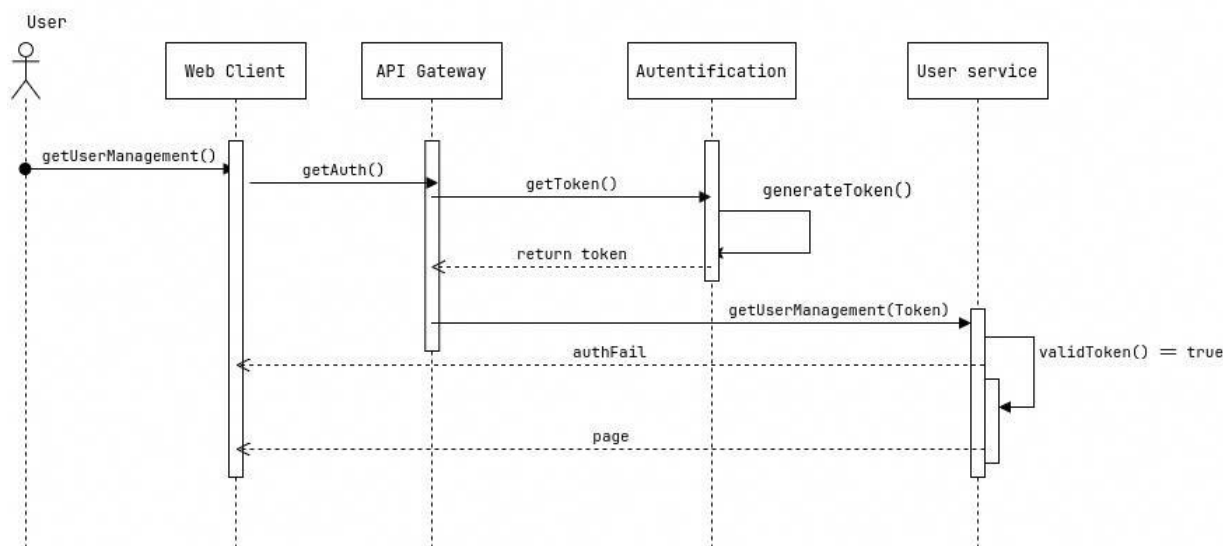 User
Web Client
API Gateway
Autentification
User service
getUserManagement()
getAuth()
getToken()
generateToken()
return token
getUserManagement(Token)
authFail
validToken() == true
page